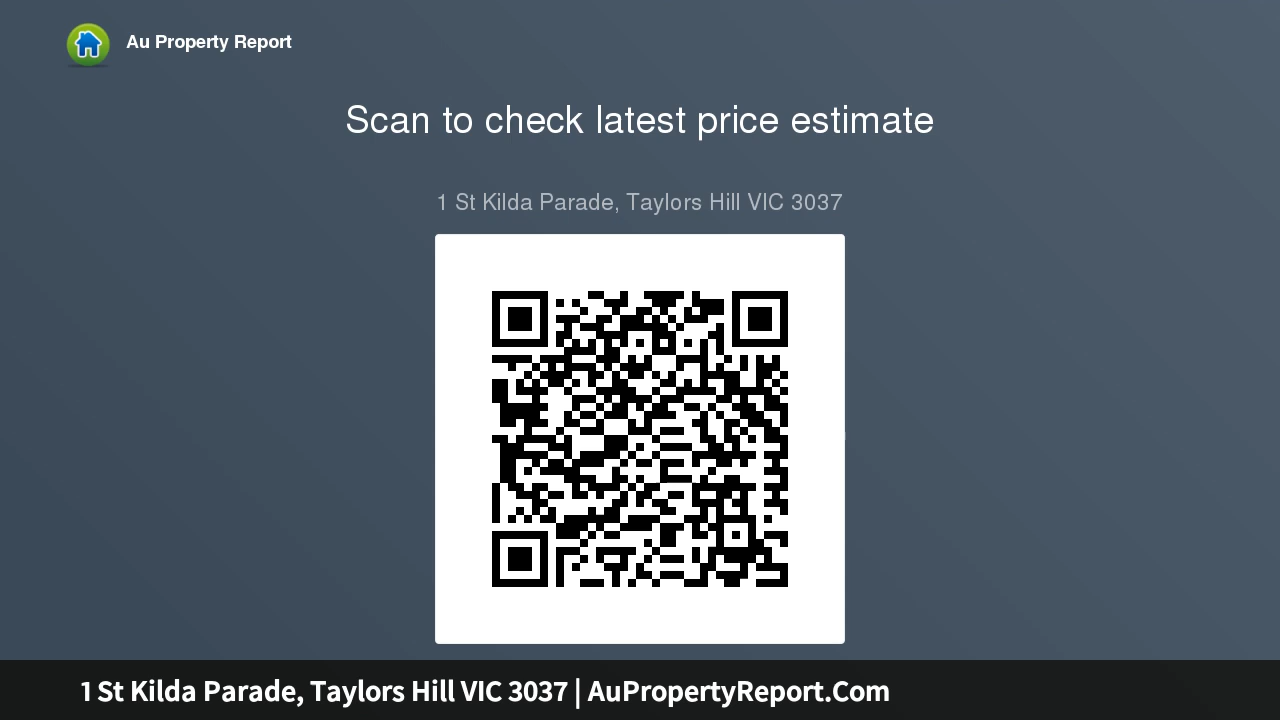 Au Property Report
Scan to check latest price estimate
1 St Kilda Parade, Taylors Hill VIC 3037
1 St Kilda Parade, Taylors Hill VIC 3037 | AuPropertyReport.Com